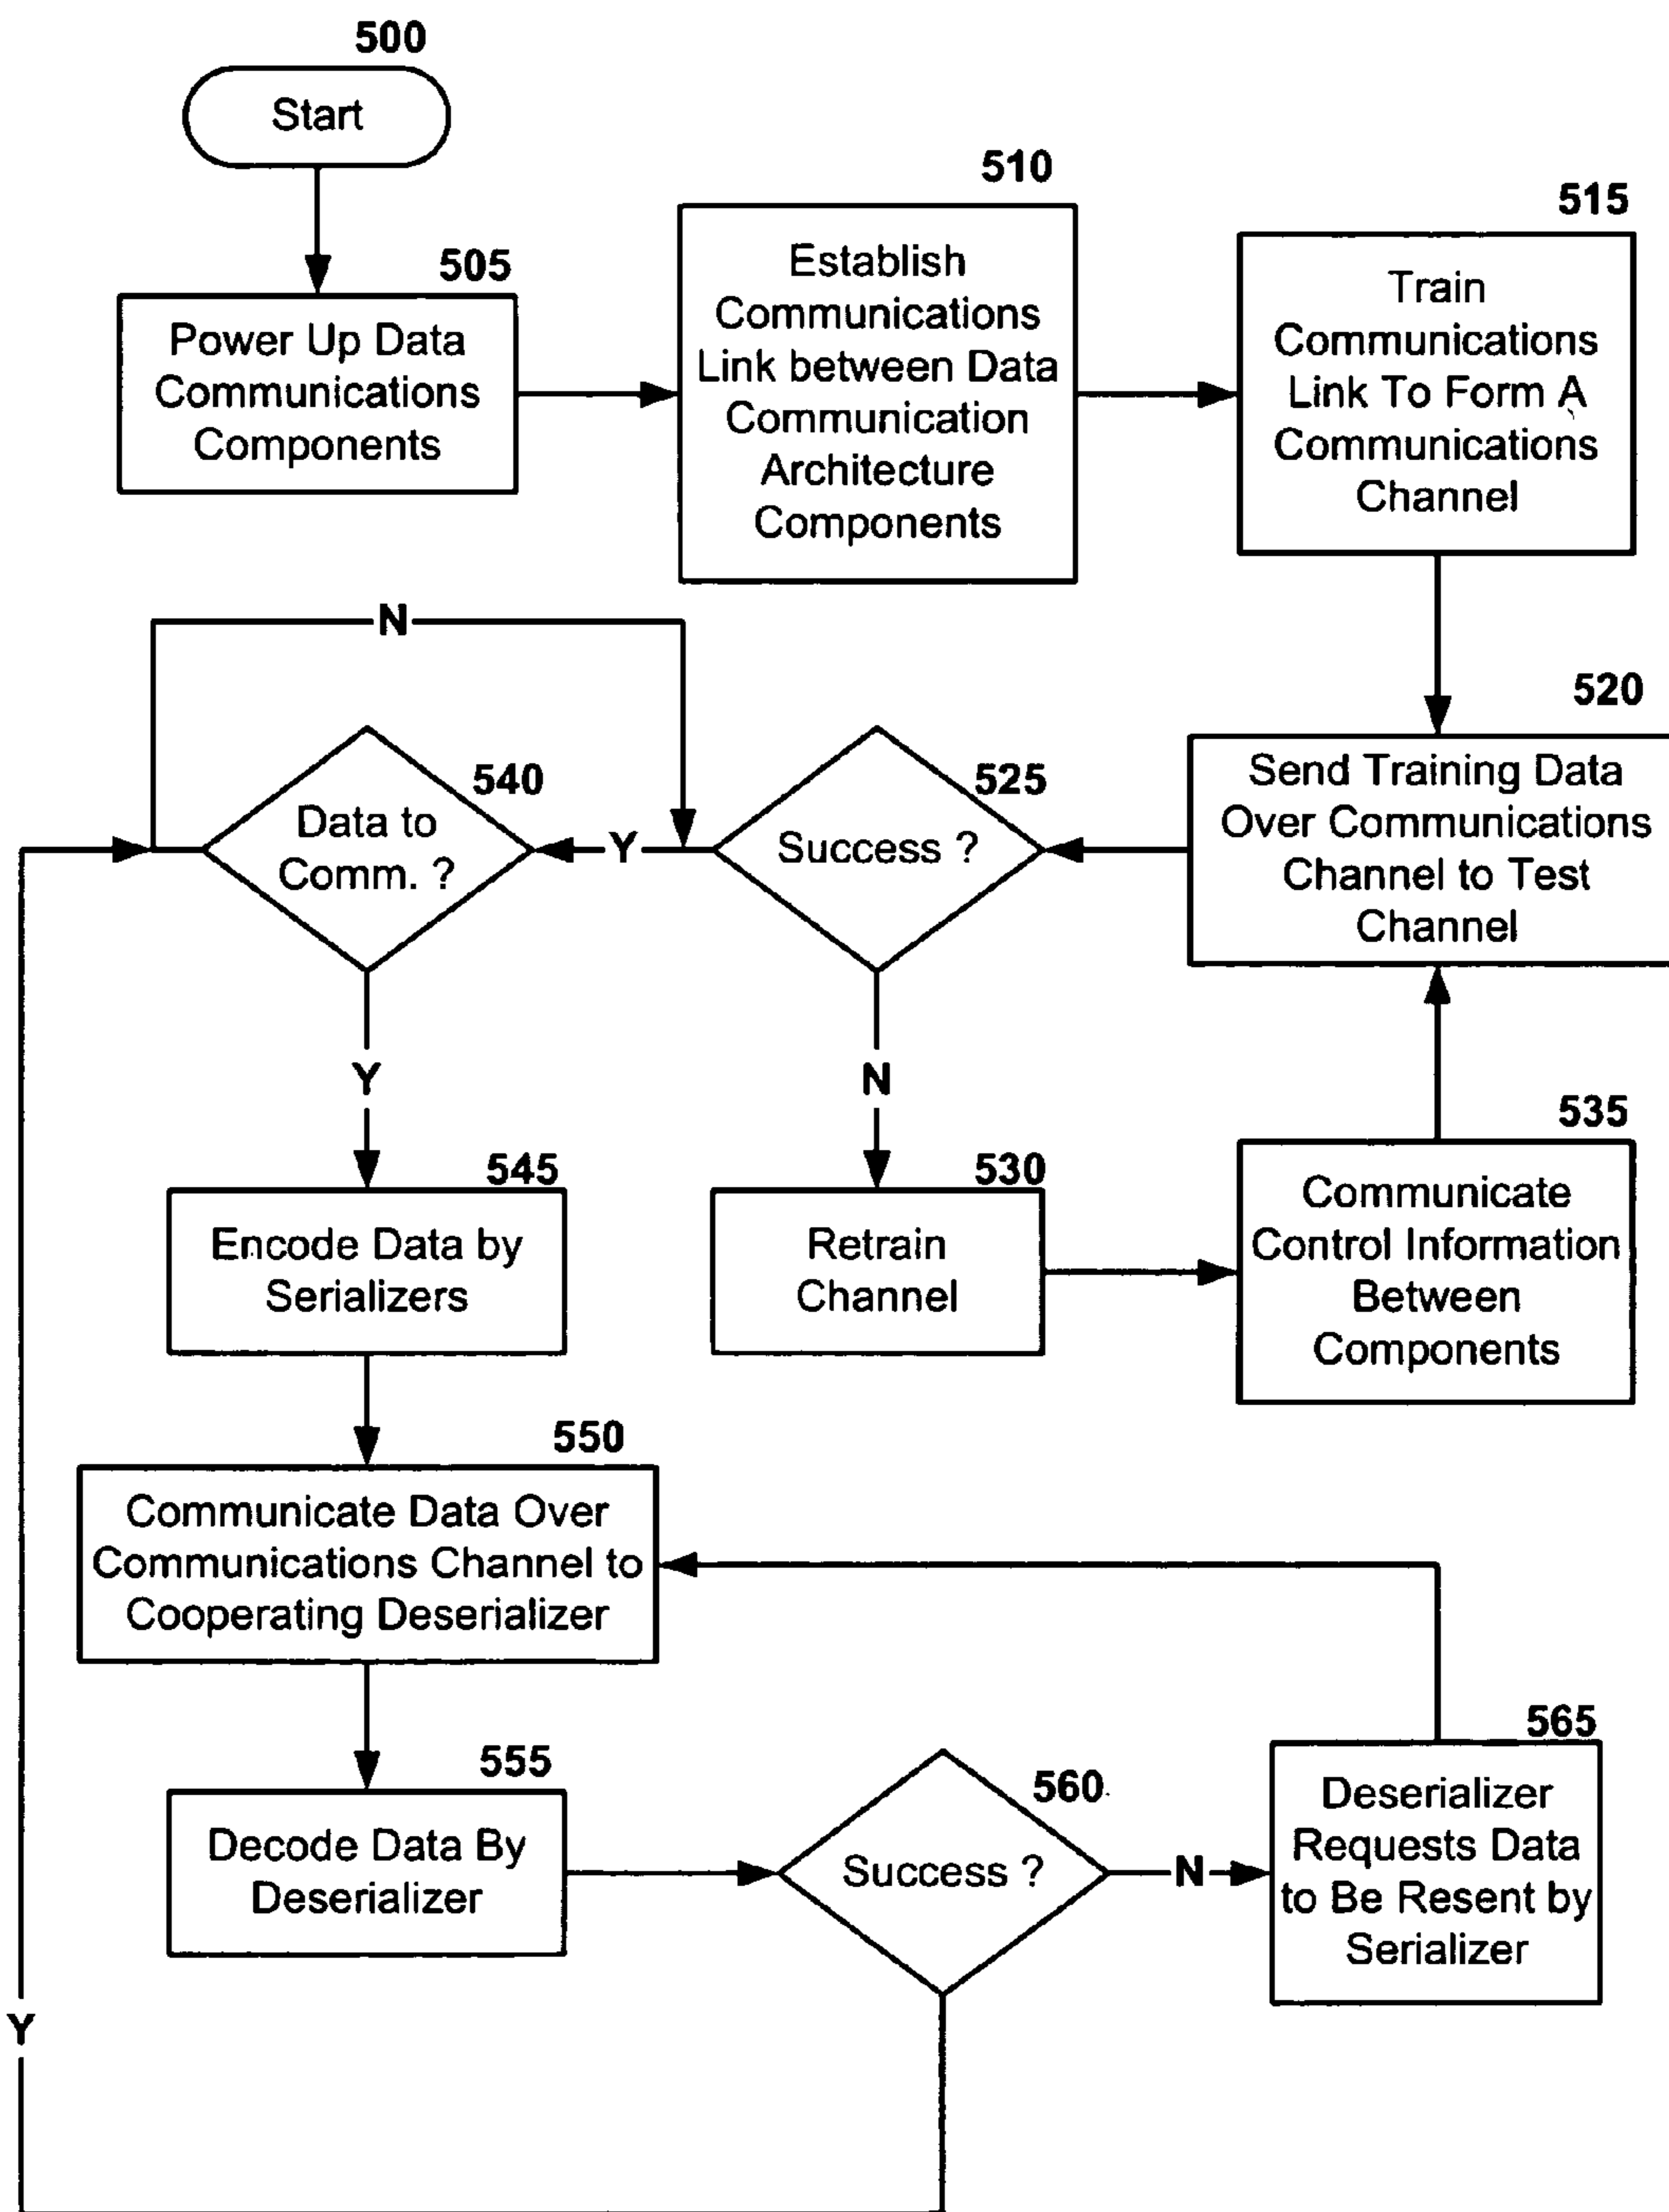 500
Start
505
Power Up Data
Communications
Components
510
Establish
Communications
Link between Data
Communication
Architecture
Components
515
Train
Communications
Link To Form A
Communications
Channel
520
Send Training Data
Over Communications
Channel to Test
Channel
525
Success ?
Y
N
530
Retrain
Channel
535
Communicate
Control Information
Between
Components
540
Data to
Comm. ?
N
Y
545
Encode Data by
Serializers
550
Communicate Data Over
Communications Channel to
Cooperating Deserializer
555
Decode Data By
Deserializer
560
Success ?
N
565
Deserializer
Requests Data
to Be Resent by
Serializer
Y